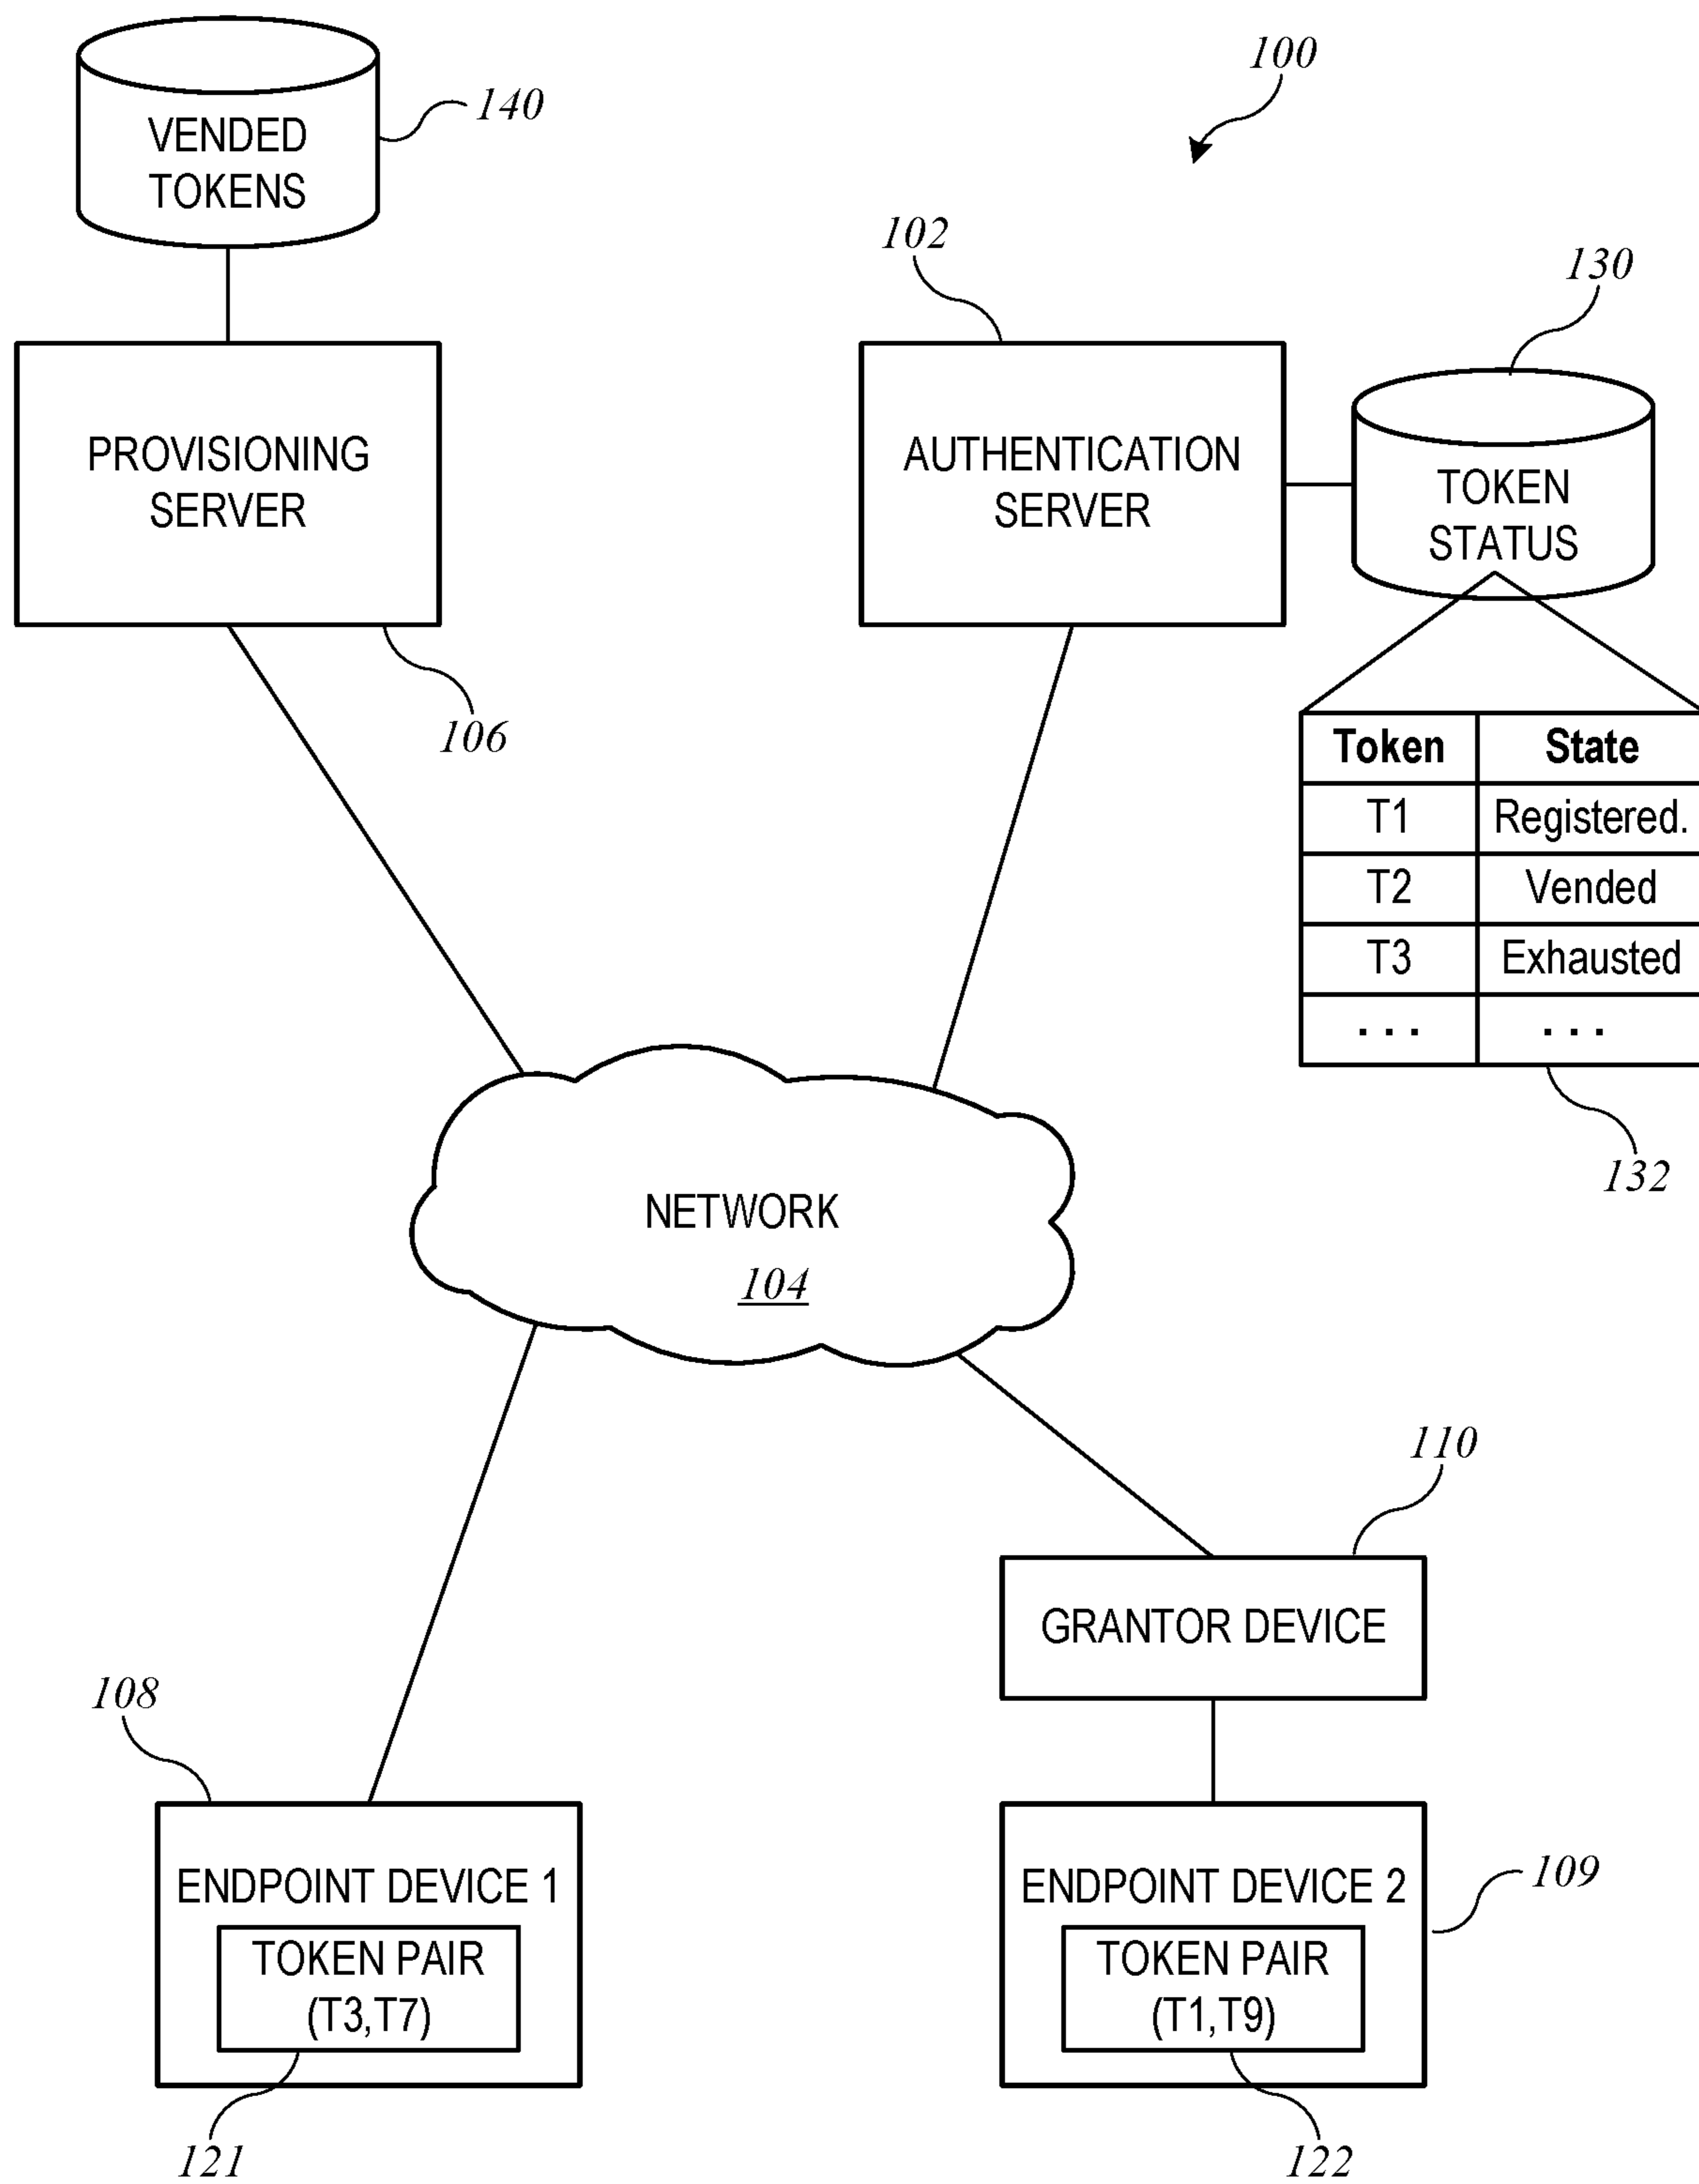 100
140
VENDED
TOKENS
102
130
PROVISIONING
SERVER
AUTHENTICATION
SERVER
TOKEN
STATUS
106
Token State
T1 Registered.
T2 Vended
T3 Exhausted
... ...
132
NETWORK
104
110
GRANTOR DEVICE
108
ENDPOINT DEVICE 1
TOKEN PAIR
(T3,T7)
121
109
ENDPOINT DEVICE 2
TOKEN PAIR
(T1,T9)
122